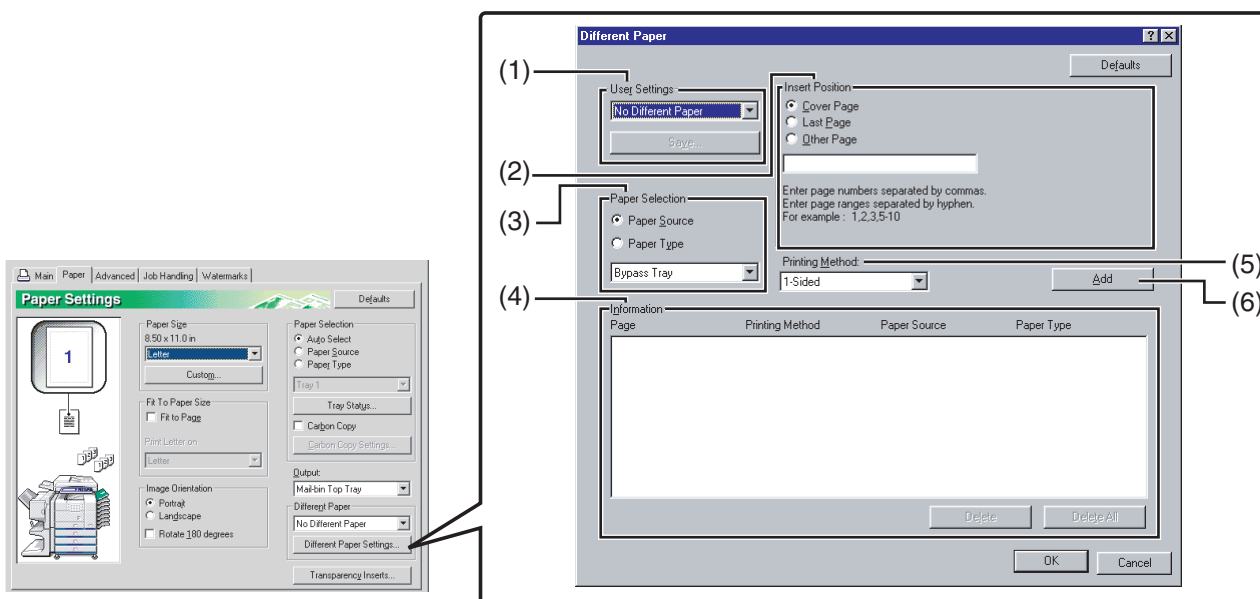 Main Paper Advanced Job Handling Watermarks
Paper Settings
Defaults
1
Paper Size
8.50 x 11.0 in
Letter
Custom...
Fit To Paper Size
Fit to Page
Print Letter on
Letter
Image Orientation
Portrait
Landscape
Rotate 180 degrees
Paper Selection
Auto Select
Paper Source
Paper Type
Tray 1
Tray Status...
Carbon Copy
Carbon Copy Settings...
Output:
Mail-bin Top Tray
Different Paper
No Different Paper
Different Paper Settings...
Transparency Inserts...
Different Paper
Defaults
(1)
User Settings
No Different Paper
Save...
(2)
Insert Position
Cover Page
Last Page
Other Page
Enter page numbers separated by commas.
Enter page ranges separated by hyphen.
For example : 1,2,3,5-10
(3)
Paper Selection
Paper Source
Paper Type
Bypass Tray
Printing Method:
1-Sided
(5)
Add
(6)
(4)
Information
Page Printing Method Paper Source Paper Type
Delete Delete All
OK Cancel